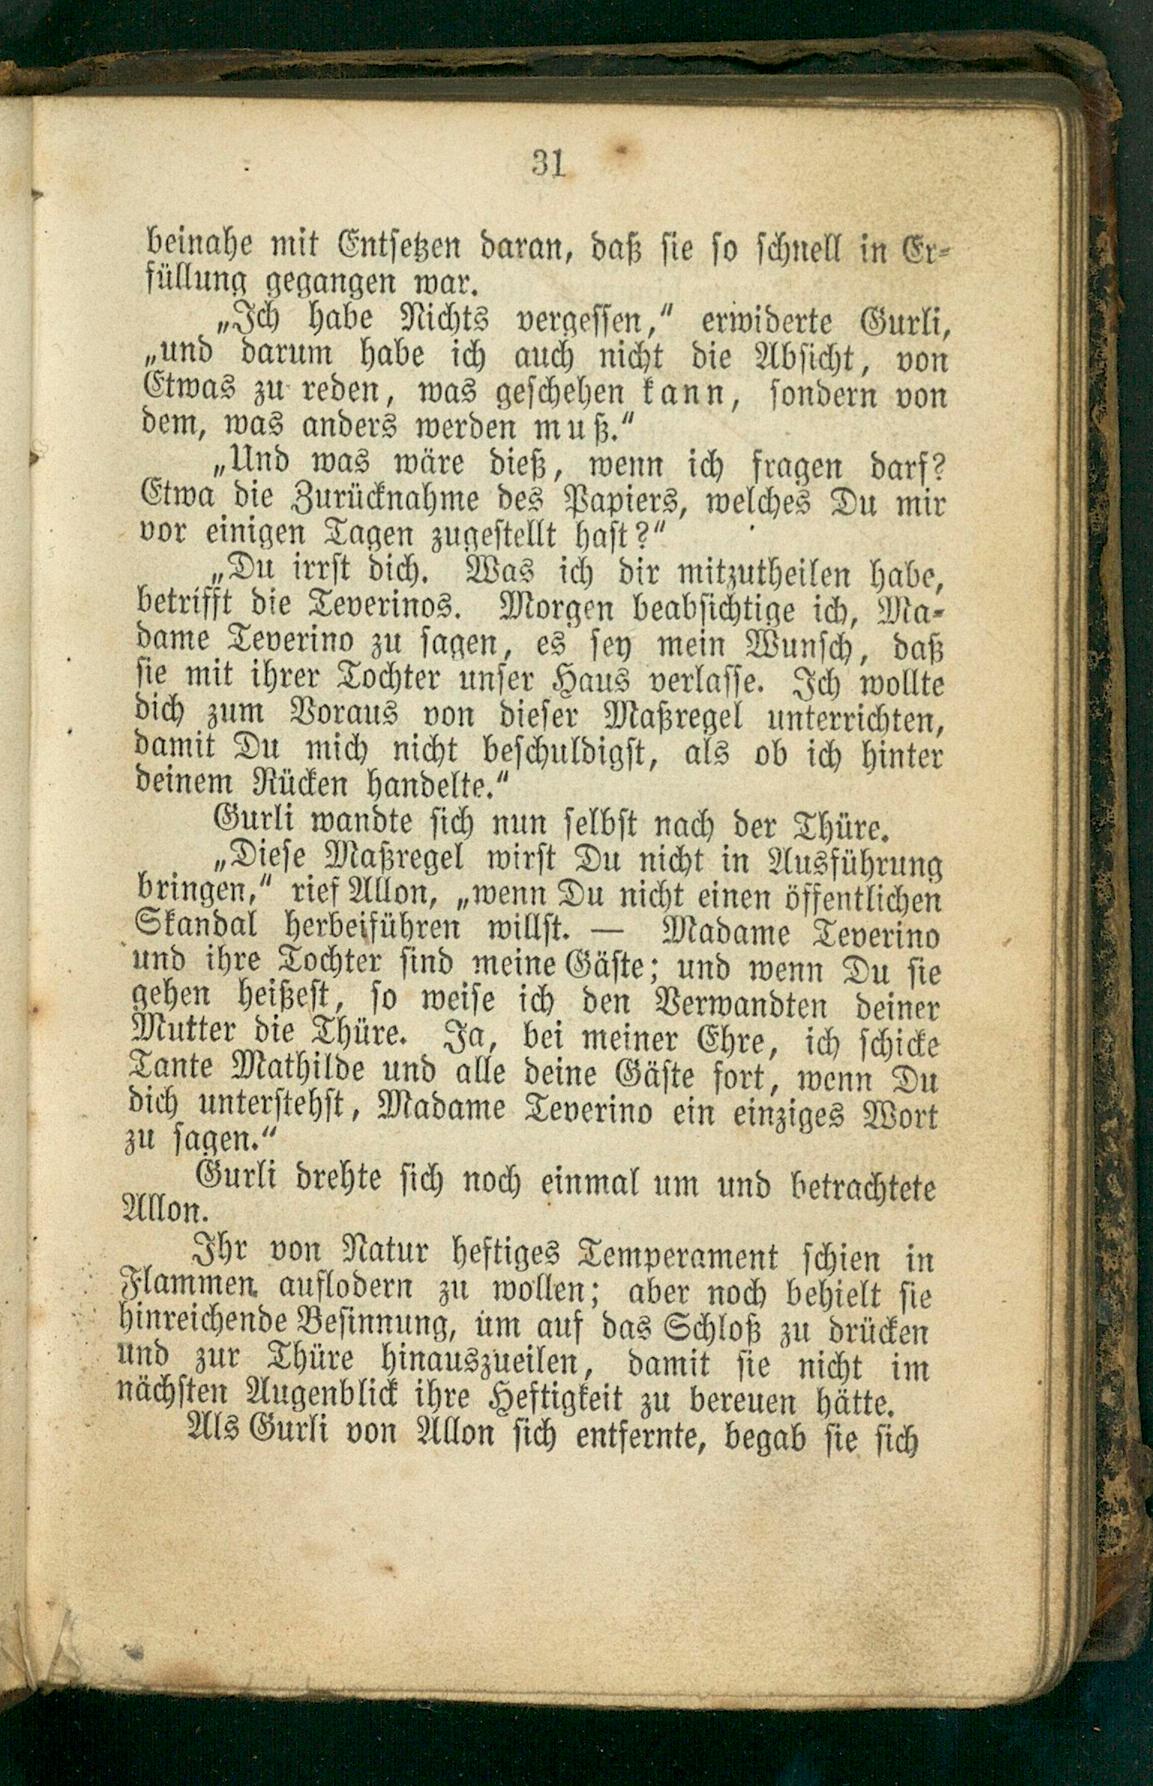 31
beinahe mit Entsetzen daran, daß sie so schnell in Er-
füllung gegangen war.
„Ich habe Nichts vergessen,“ erwiderte Gurli,
„und darum habe ich auch nicht die Absicht, von
Etwas zu reden, was geschehen kann, sondern von
dem, was anders werden muß.“
„Und was wäre dieß, wenn ich fragen darf?
Etwa die Zurücknahme des Papiers, welches Du mir
vor einigen Tagen zugestellt hast?“
„Du irrst dich. Was ich dir mitzutheilen habe,
betrifft die Teverinos. Morgen beabsichtige ich, Ma-
dame Teverino zu sagen, es sey mein Wunsch, daß
sie mit ihrer Tochter unser Haus verlasse. Ich wollte
dich zum Voraus von dieser Maßregel unterrichten,
damit Du mich nicht beschuldigst, als ob ich hinter
deinem Rücken handelte.“
Gurli wandte sich nun selbst nach der Thüre.
„Diese Maßregel wirst Du nicht in Ausführung
bringen,“ rief Allon, „wenn Du nicht einen öffentlichen
Skandal herbeiführen willst. — Madame Teverino
und ihre Tochter sind meine Gäste; und wenn Du sie
gehen heißest, so weise ich den Verwandten deiner
Mutter die Thüre. Ja, bei meiner Ehre, ich schicke
Tante Mathilde und alle deine Gäste fort, wenn Du
dich unterstehst, Madame Teverino ein einziges Wort
zu sagen.“
Gurli drehte sich noch einmal um und betrachtete
Allon.
Ihr von Natur heftiges Temperament schien in
Flammen auflodern zu wollen; aber noch behielt sie
hinreichende Besinnung, um auf das Schloß zu drücken
und zur Thüre hinauszueilen, damit sie nicht im
nächsten Augenblick ihre Heftigkeit zu bereuen hätte.
Als Gurli von Allon sich entfernte, begab sie sich